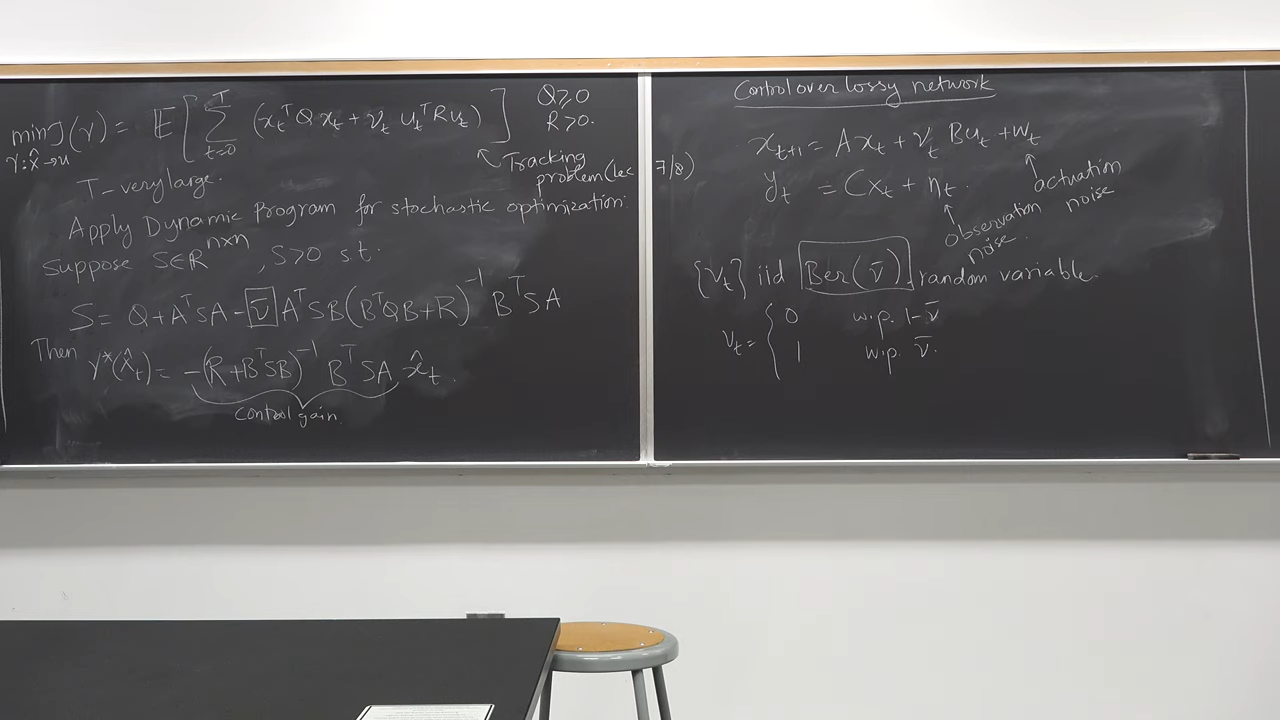 min J(γ) = 𝔼[ Σ_{t=0}^{T} (x_t^T Q x_t + ν_t u_t^T R u_t) ] Q≥0
γ: x̂→u R>0.
Tracking problem (lec 7/8)
T - very large.
Apply Dynamic Program for stochastic optimization:
Suppose S∈R^{n×n}, S>0 s.t.
S = Q + A^T S A - ν̄ A^T S B (B^T Q B + R)^{-1} B^T S A
Then γ*(x̂_t) = -(R + B^T S B)^{-1} B^T S A x̂_t.
Control gain.
Control over lossy network
x_{t+1} = A x_t + ν_t B u_t + w_t
y_t = C x_t + η_t.
actuation noise
observation noise.
{ν_t} iid Ber(ν̄) random variable.
ν_t = { 0 w.p. 1-ν̄
1 w.p. ν̄.